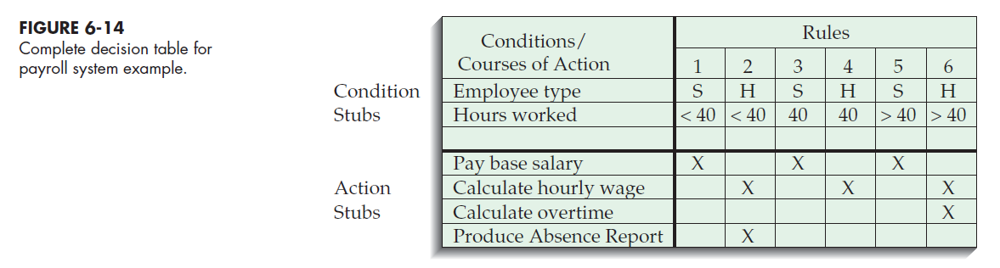 FIGURE 6-14
Complete decision table for
payroll system example.
Conditions/
Courses of Action
Rules
1 2 3 4 5 6
Condition
Stubs
Employee type S H S H S H
Hours worked < 40 < 40 40 40 > 40 > 40
Action
Stubs
Pay base salary X X X
Calculate hourly wage X X X
Calculate overtime X
Produce Absence Report X